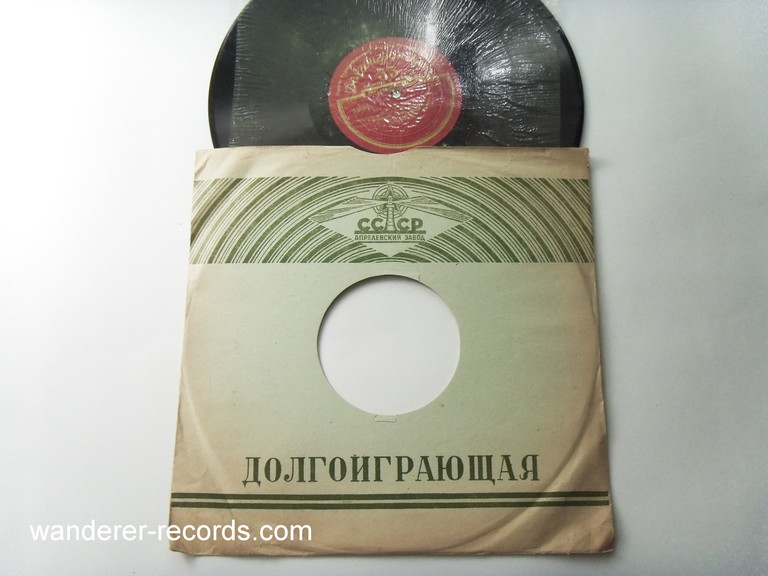 СССР
АПРЕЛЕВСКИЙ ЗАВОД
ДОЛГОИГРАЮЩАЯ
wanderer-records.com